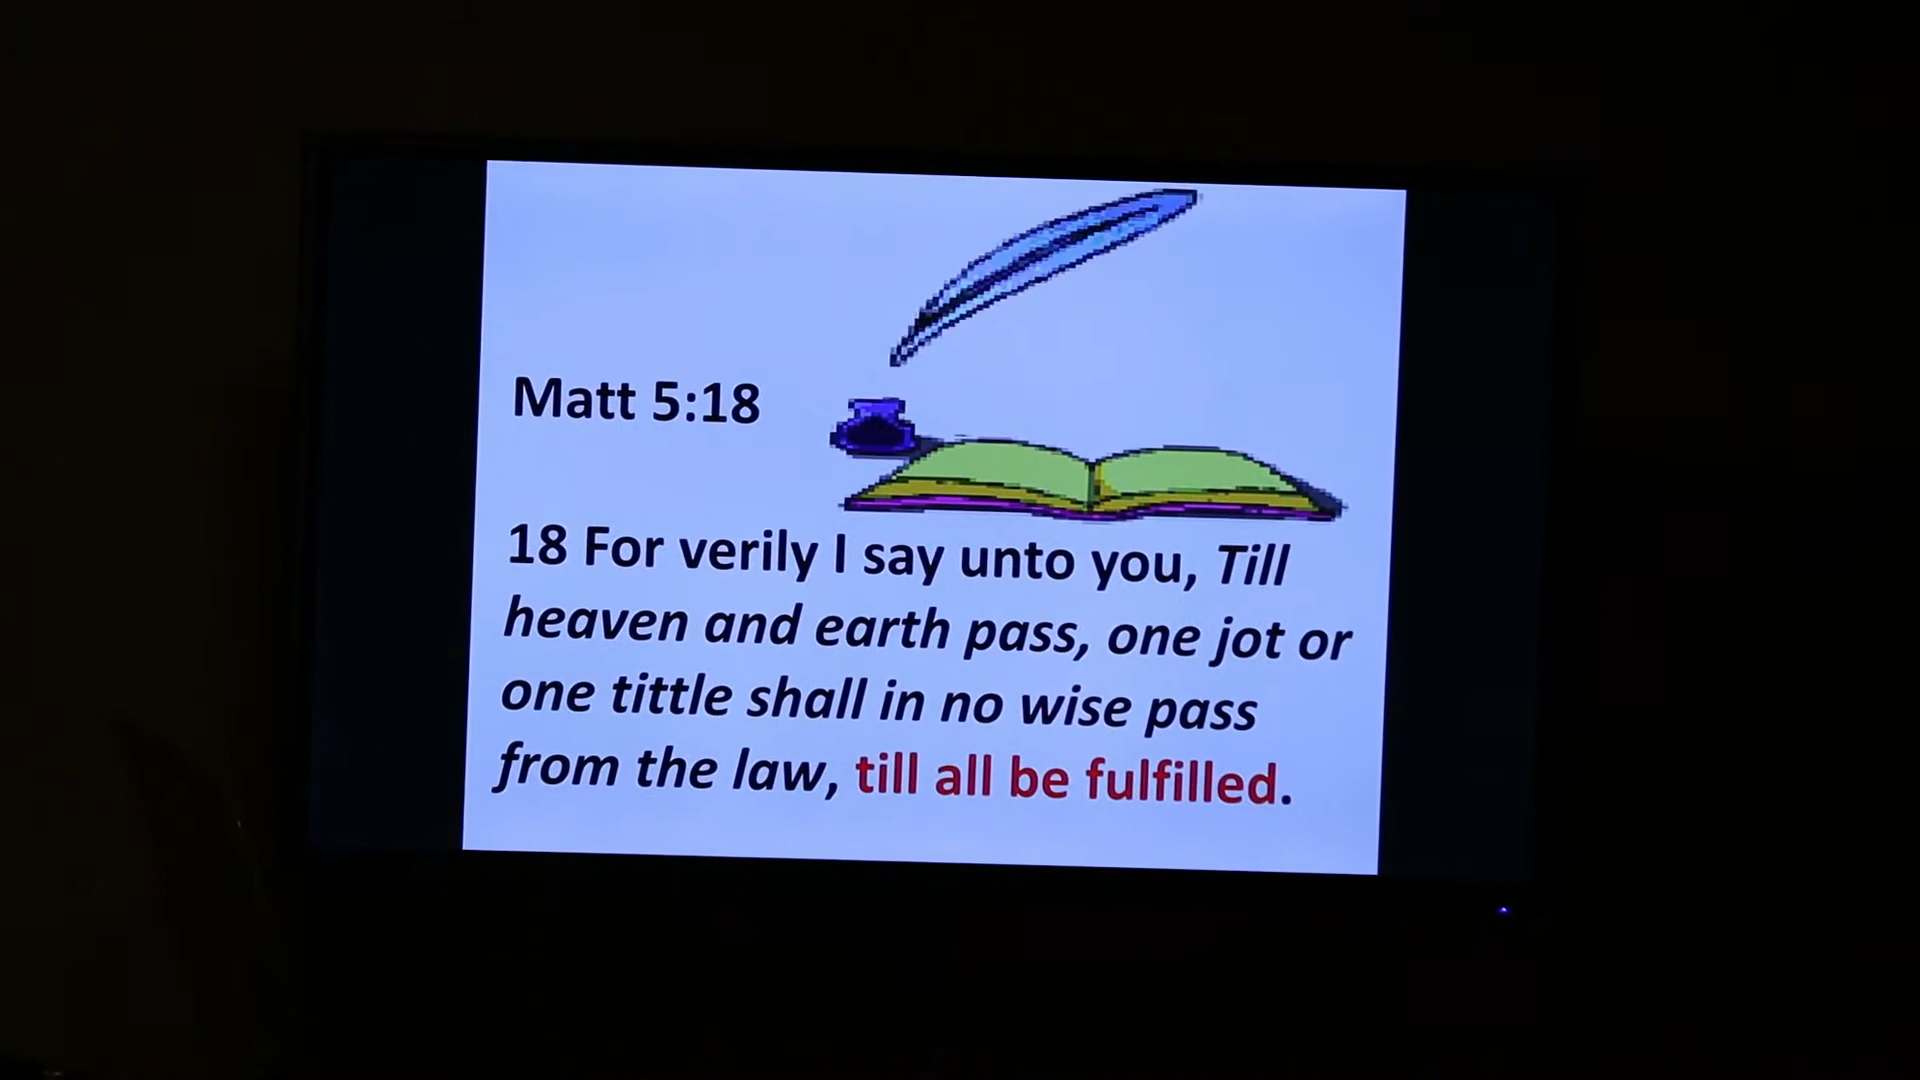 Matt 5:18
18 For verily I say unto you, Till
heaven and earth pass, one jot or
one tittle shall in no wise pass
from the law, till all be fulfilled.